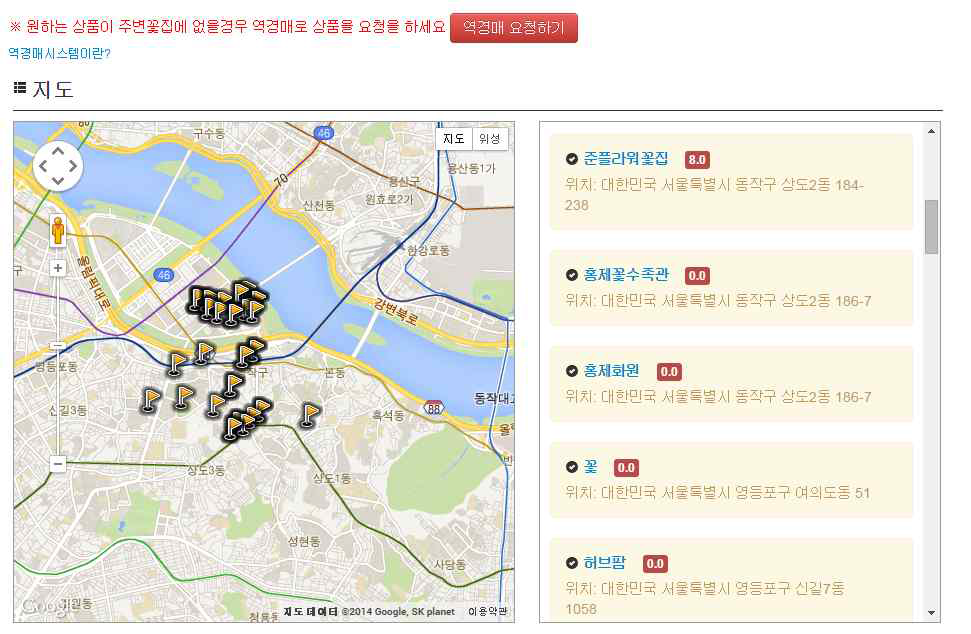 ※ 원하는 상품이 주변꽃집에 없을경우 역경매로 상품을 요청을 하세요 역경매 요청하기
역경매시스템이란?
지도
지도 위성
구수동
46
용산동1가
70
용산구
산천동
원효로2가
한강로동
46
올림픽대로
강변북로
영등포동
작구
본동
동작대교
신길3동
흑석동
88
상도3동
상도1동
성현동
사당동
Google
지도 데이터 ©2014 Google, SK planet 이용약관
준플라워꽃집 8.0
위치: 대한민국 서울특별시 동작구 상도2동 184-
238
홍제꽃수족관 0.0
위치: 대한민국 서울특별시 동작구 상도2동 186-7
홍제화원 0.0
위치: 대한민국 서울특별시 동작구 상도2동 186-7
꽃 0.0
위치: 대한민국 서울특별시 영등포구 여의도동 51
허브팜 0.0
위치: 대한민국 서울특별시 영등포구 신길7동
1058